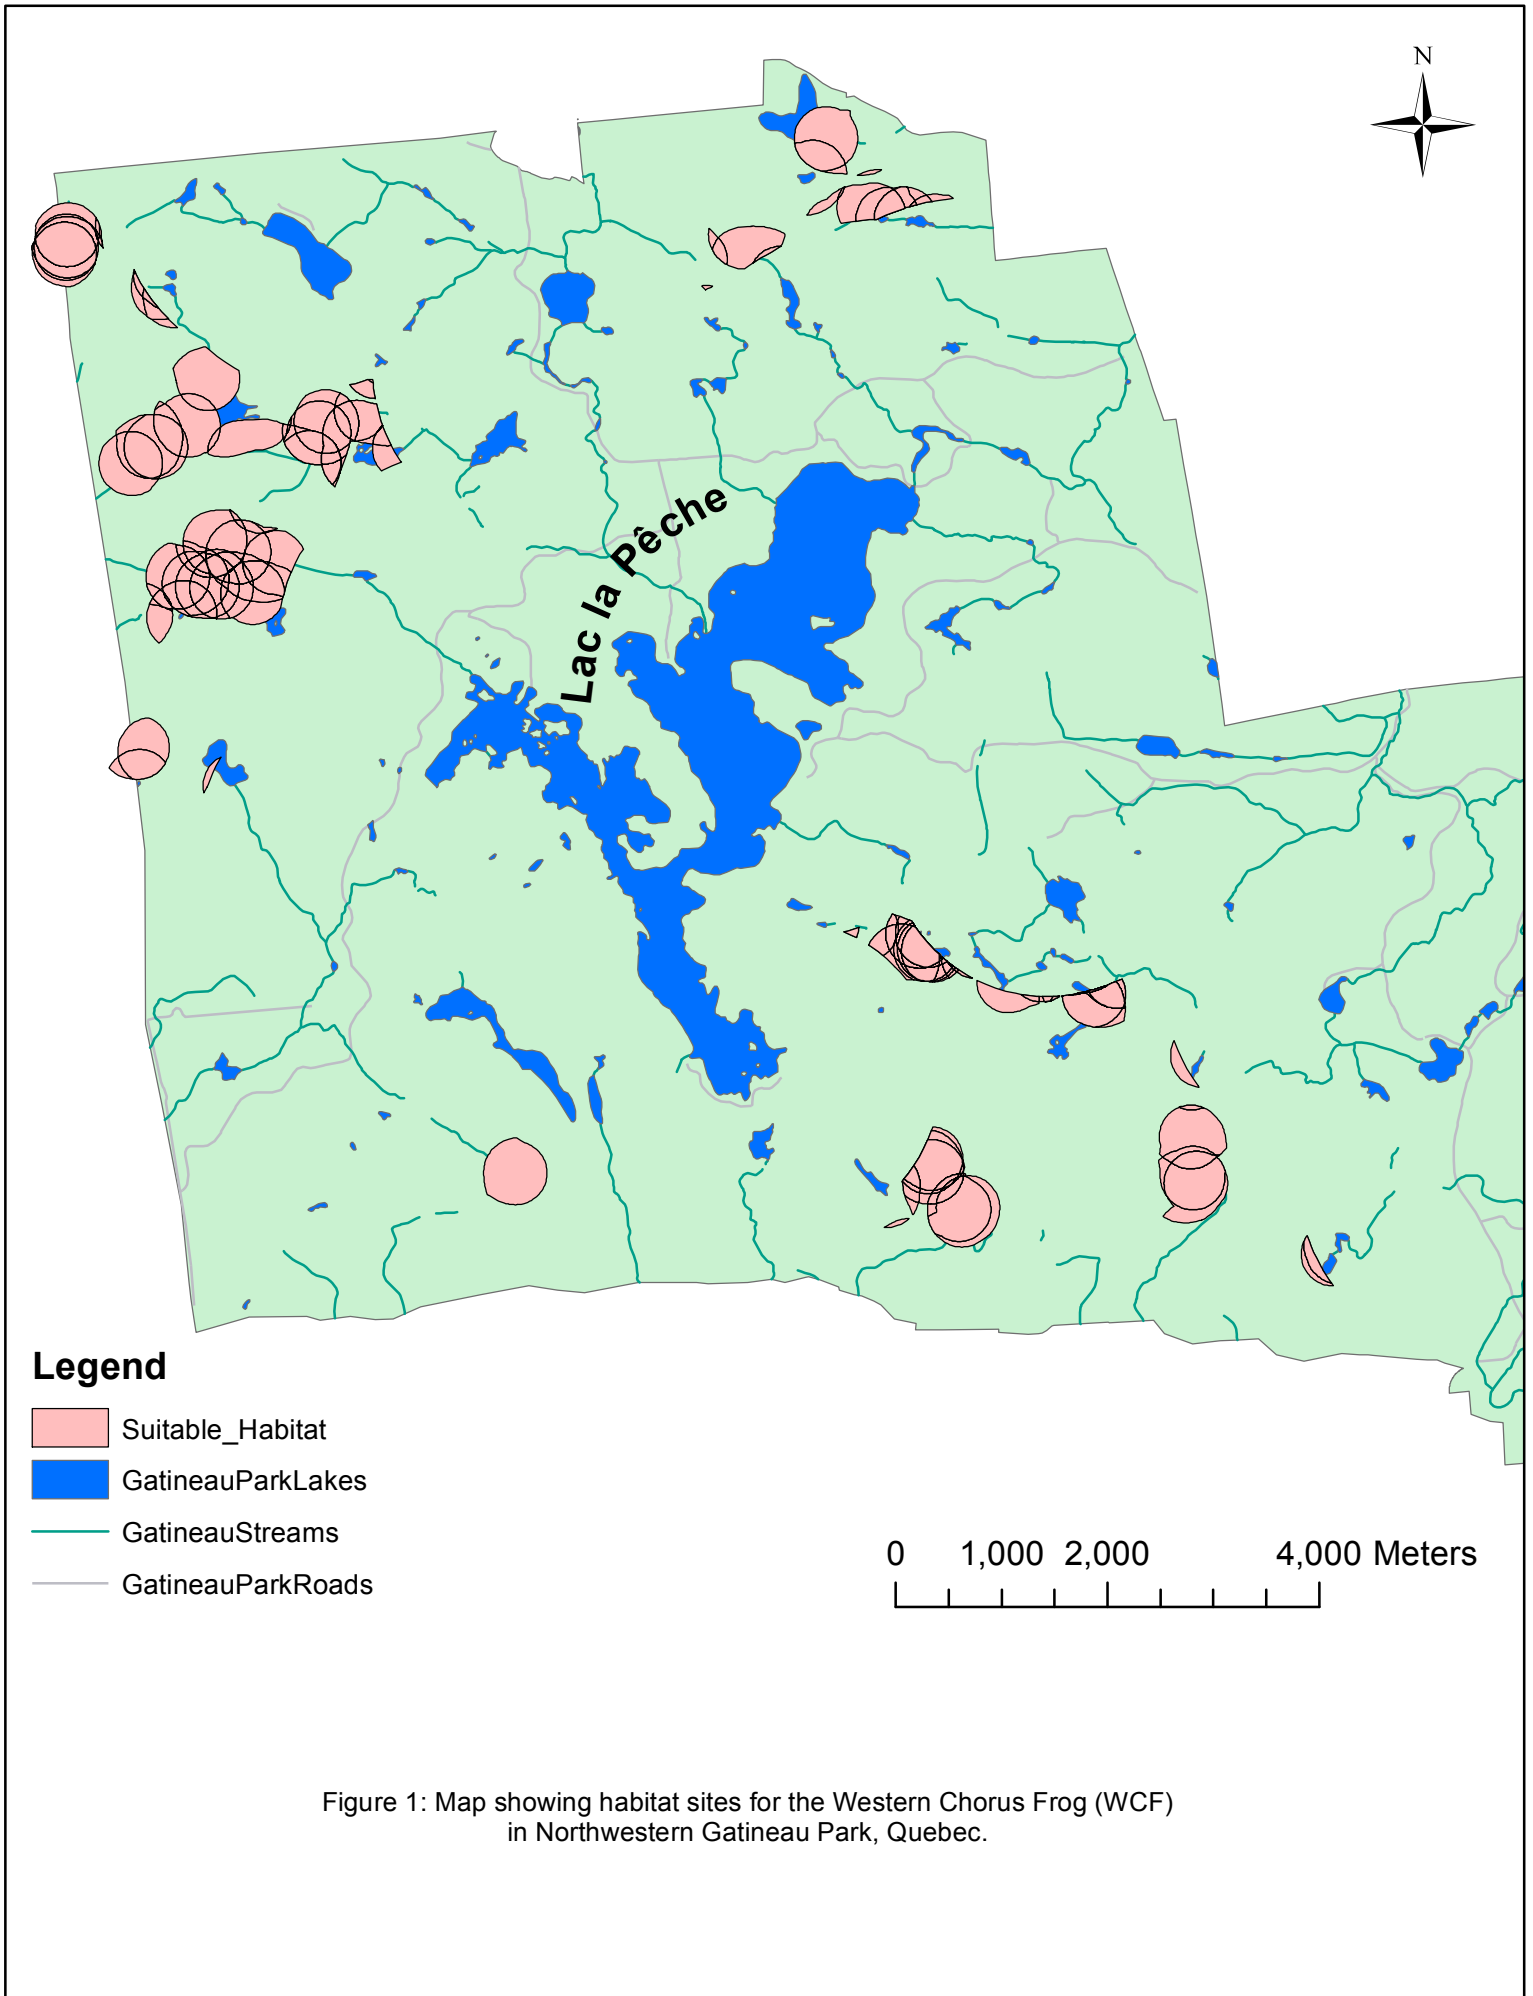 N
Lac la Pêche
Legend
Suitable_Habitat
GatineauParkLakes
GatineauStreams
GatineauParkRoads
0 1,000 2,000 4,000 Meters
Figure 1: Map showing habitat sites for the Western Chorus Frog (WCF)
in Northwestern Gatineau Park, Quebec.